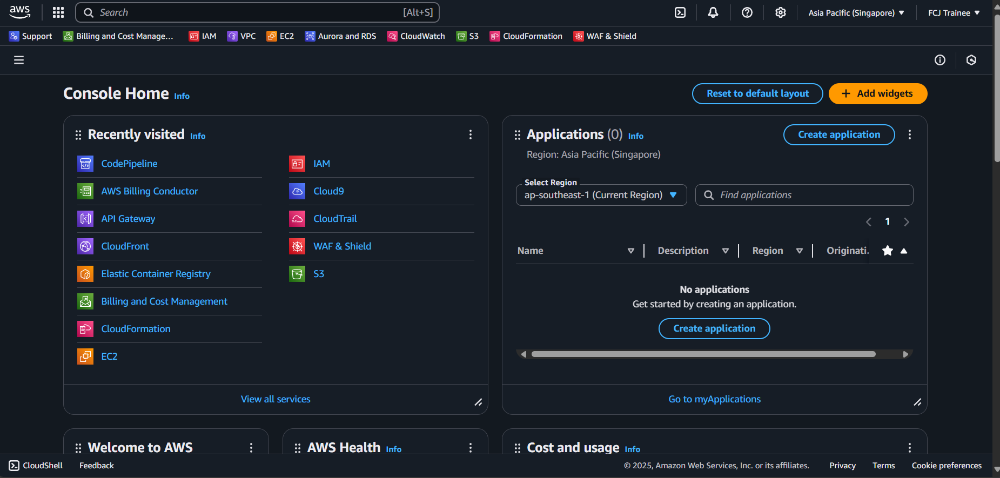 aws Search [Alt+S] Asia Pacific (Singapore) FCJ Trainee
Support Billing and Cost Manage... IAM VPC EC2 Aurora and RDS CloudWatch S3 CloudFormation WAF & Shield
Console Home Info Reset to default layout + Add widgets
Recently visited Info
CodePipeline
AWS Billing Conductor
API Gateway
CloudFront
Elastic Container Registry
Billing and Cost Management
CloudFormation
EC2
IAM
Cloud9
CloudTrail
WAF & Shield
S3
View all services
Applications (0) Info Create application
Region: Asia Pacific (Singapore)
Select Region
ap-southeast-1 (Current Region) Find applications
1
Name Description Region Originati.
No applications
Get started by creating an application.
Create application
Go to myApplications
Welcome to AWS
AWS Health Info
Cost and usage Info
CloudShell Feedback © 2025, Amazon Web Services, Inc. or its affiliates. Privacy Terms Cookie preferences